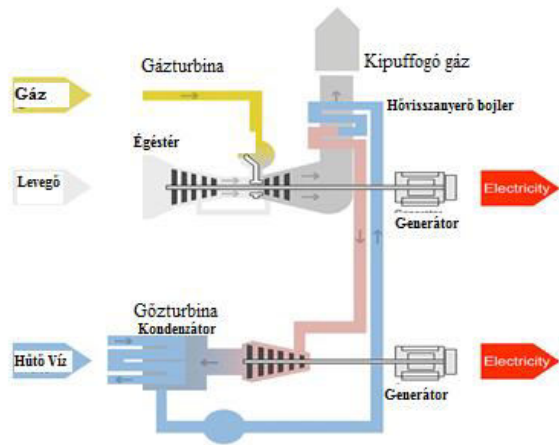 Kipuffogó gáz
Gázturbina
Gáz
Hővisszanyerő bojler
Égéstér
Levegő
Electricity
Generátor
Gőzturbina
Kondenzátor
Hűtő Víz
Electricity
Generátor